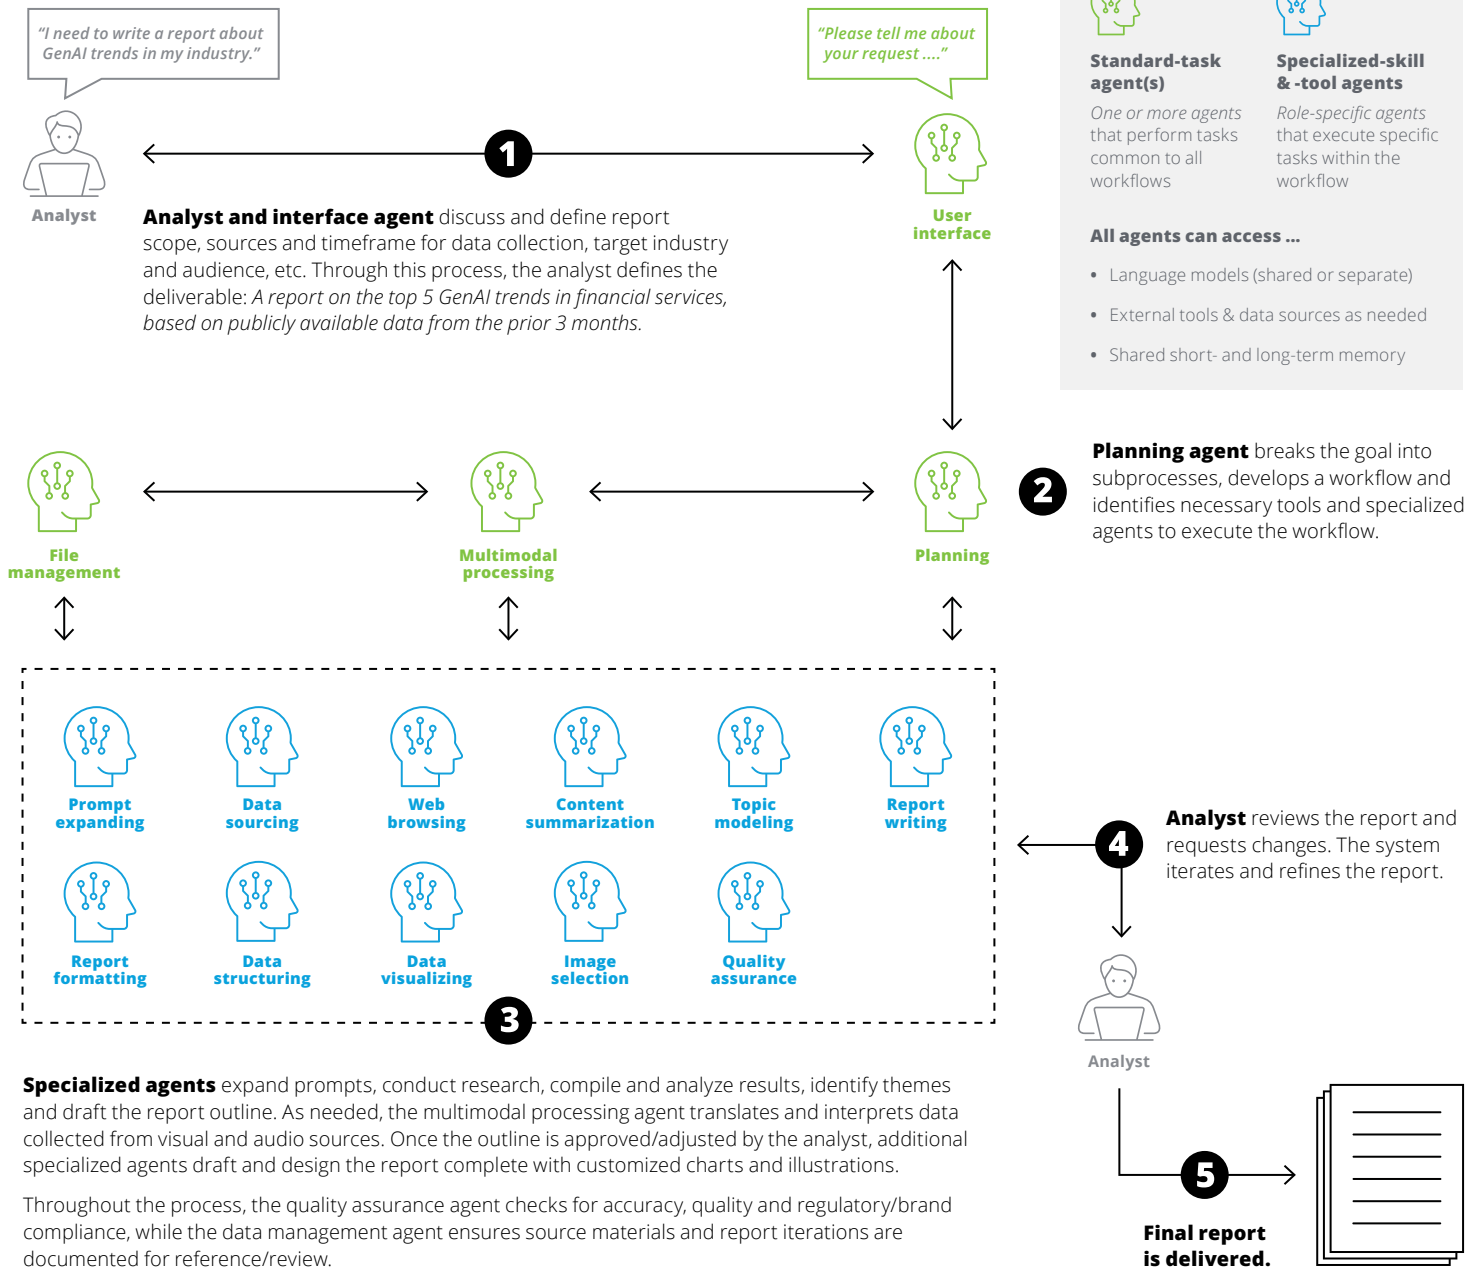 “I need to write a report about
GenAI trends in my industry.”
“Please tell me about
your request ....”
Analyst
1
User
interface
Analyst and interface agent discuss and define report
scope, sources and timeframe for data collection, target industry
and audience, etc. Through this process, the analyst defines the
deliverable: A report on the top 5 GenAI trends in financial services,
based on publicly available data from the prior 3 months.
Standard-task
agent(s)
One or more agents
that perform tasks
common to all
workflows
Specialized-skill
& -tool agents
Role-specific agents
that execute specific
tasks within the
workflow
All agents can access ...
• Language models (shared or separate)
• External tools & data sources as needed
• Shared short- and long-term memory
File
management
Multimodal
processing
Planning
2
Planning agent breaks the goal into
subprocesses, develops a workflow and
identifies necessary tools and specialized
agents to execute the workflow.
Prompt
expanding
Data
sourcing
Web
browsing
Content
summarization
Topic
modeling
Report
writing
Report
formatting
Data
structuring
Data
visualizing
Image
selection
Quality
assurance
3
Specialized agents expand prompts, conduct research, compile and analyze results, identify themes
and draft the report outline. As needed, the multimodal processing agent translates and interprets data
collected from visual and audio sources. Once the outline is approved/adjusted by the analyst, additional
specialized agents draft and design the report complete with customized charts and illustrations.
Throughout the process, the quality assurance agent checks for accuracy, quality and regulatory/brand
compliance, while the data management agent ensures source materials and report iterations are
documented for reference/review.
4
Analyst reviews the report and
requests changes. The system
iterates and refines the report.
Analyst
5
Final report
is delivered.